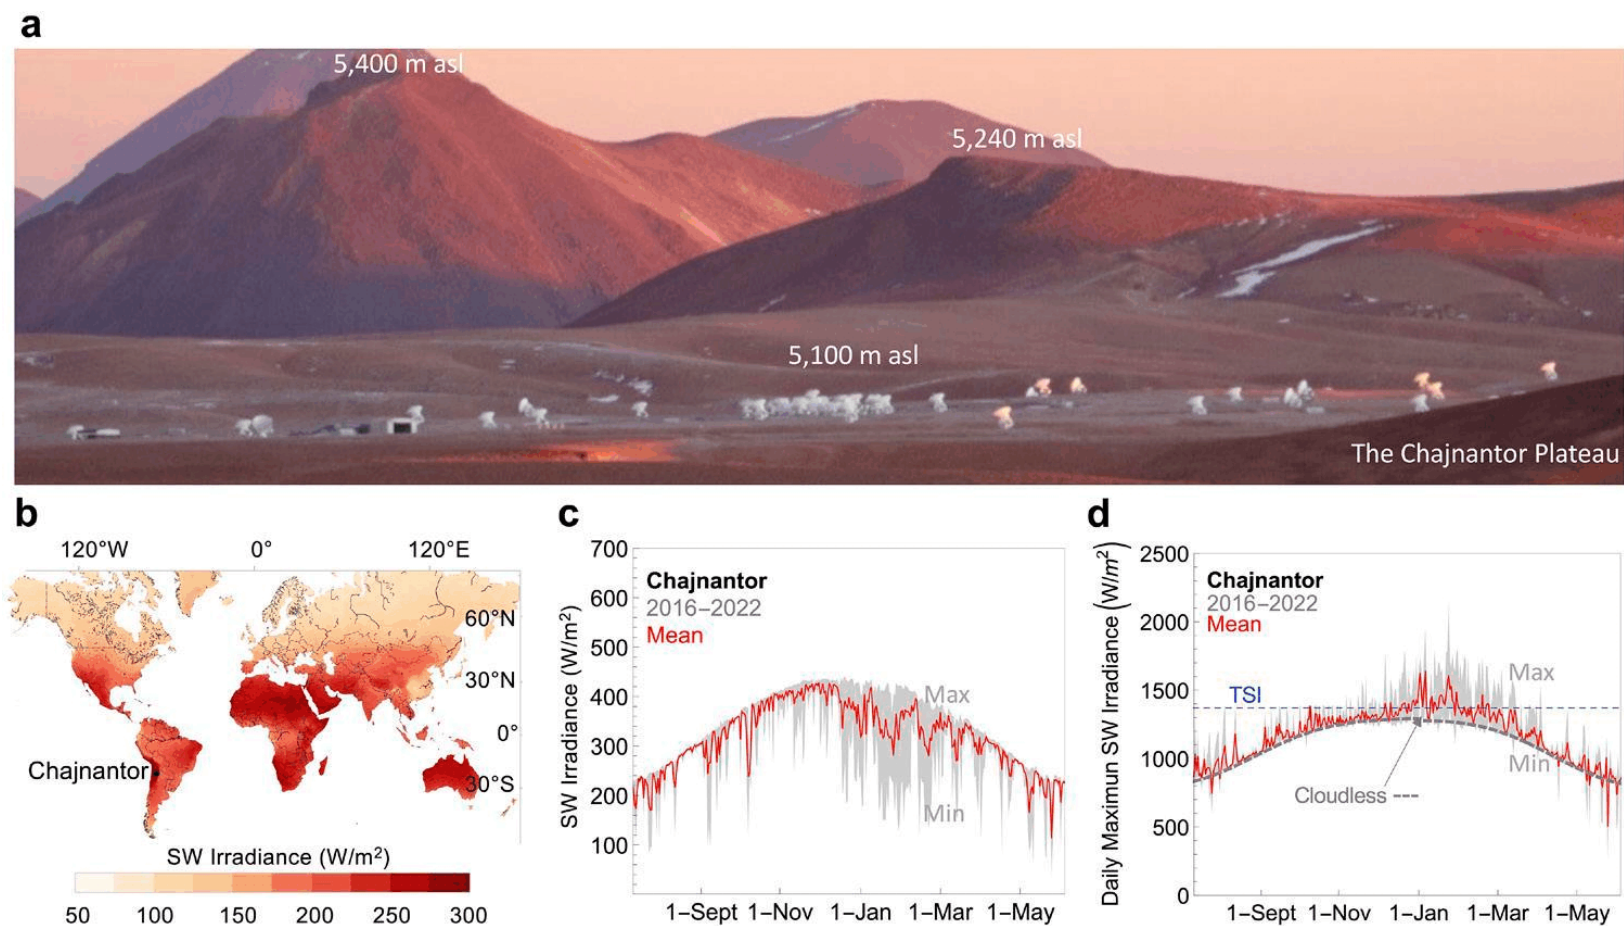 a
5,400 m asl
5,240 m asl
5,100 m asl
The Chajnantor Plateau
b
120°W 0° 120°E
60°N
30°N
0°
30°S
Chajnantor
SW Irradiance (W/m²)
50 100 150 200 250 300
c
SW Irradiance (W/m²)
700
600
500
400
300
200
100
Chajnantor
2016–2022
Mean
Max
Min
1–Sept 1–Nov 1–Jan 1–Mar 1–May
d
Daily Maximun SW Irradiance (W/m²)
2500
2000
1500
1000
500
0
Chajnantor
2016–2022
Mean
TSI
Max
Min
Cloudless
1–Sept 1–Nov 1–Jan 1–Mar 1–May